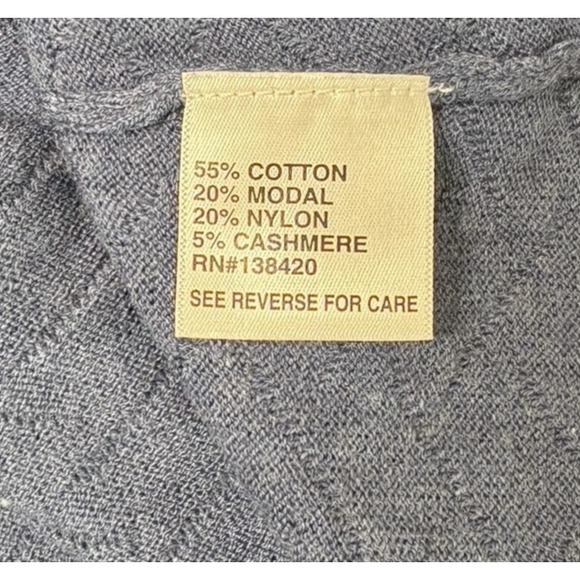 55% COTTON
20% MODAL
20% NYLON
5% CASHMERE
RN#138420
SEE REVERSE FOR CARE